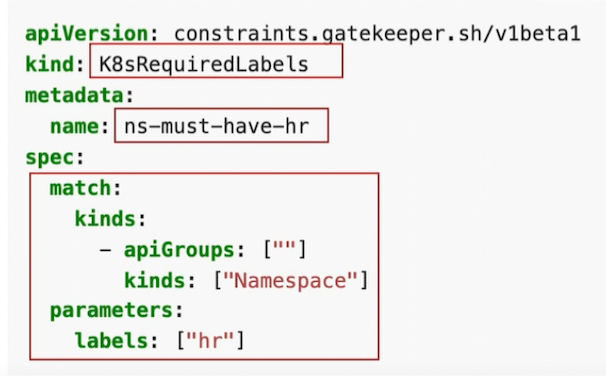 apiVersion: constraints.gatekeeper.sh/v1beta1
kind: K8sRequiredLabels
metadata:
  name: ns-must-have-hr
spec:
  match:
    kinds:
      - apiGroups: [""]
        kinds: ["Namespace"]
  parameters:
    labels: ["hr"]